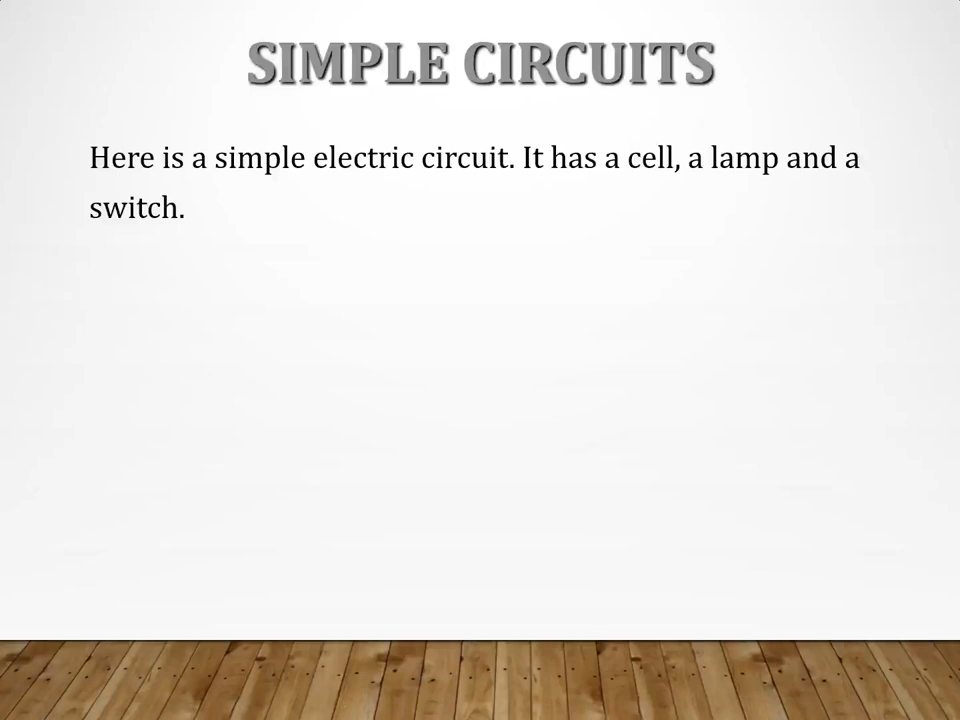 SIMPLE CIRCUITS
Here is a simple electric circuit. It has a cell, a lamp and a
switch.